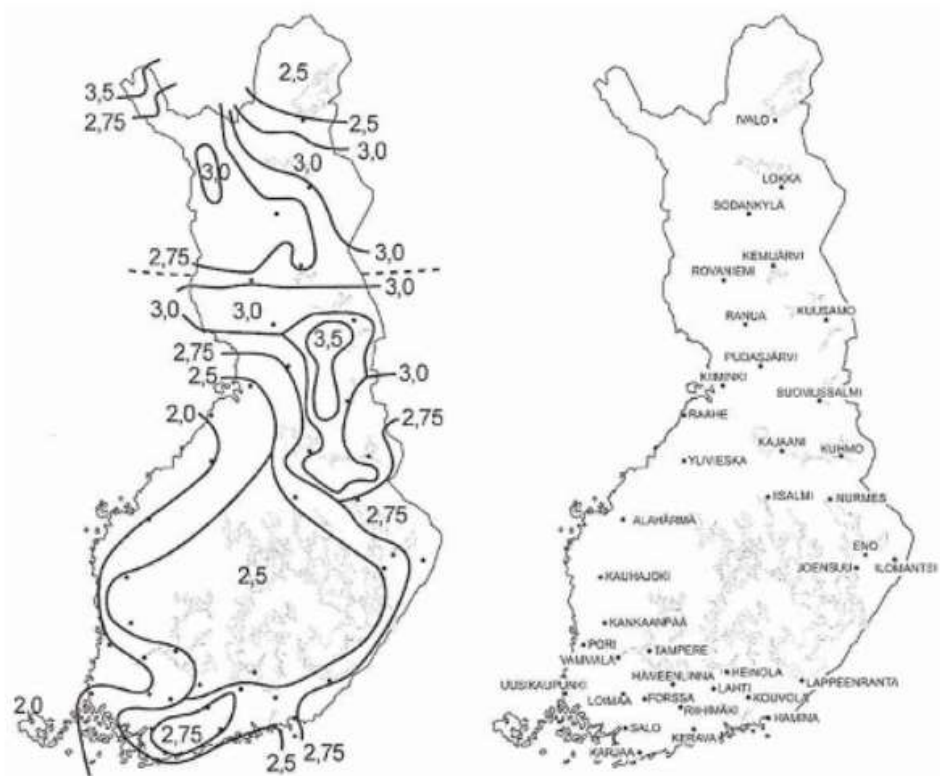 2,5
3,5
2,75
2,5
3,0
3,0
3,0
3,0
2,75
3,0
3,0
3,0
3,5
2,75
2,5
3,0
2,0
2,75
2,75
2,5
2,0
2,75
2,5
2,75
IVALO
LOKKA
SODANKYLÄ
KEMIJÄRVI
ROVANIEMI
RANUA
KUUSAMO
PUDASJÄRVI
KIIMINKI
SUOMUSSALMI
RAAHE
KAJAANI
KUHMO
YLIVIESKA
IISALMI
NURMES
ALAHÄRMÄ
ENO
JOENSUU
ILOMANTSI
KAUHAJOKI
KANKAANPÄÄ
PORI
TAMPERE
VAMMALA
HÄMEENLINNA
HEINOLA
UUSIKAUPUNKI
LAHTI
LAPPEENRANTA
LOIMAA
FORSSA
KOUVOLA
RIIHIMÄKI
HAMINA
SALO
KERAVA
KARJAA